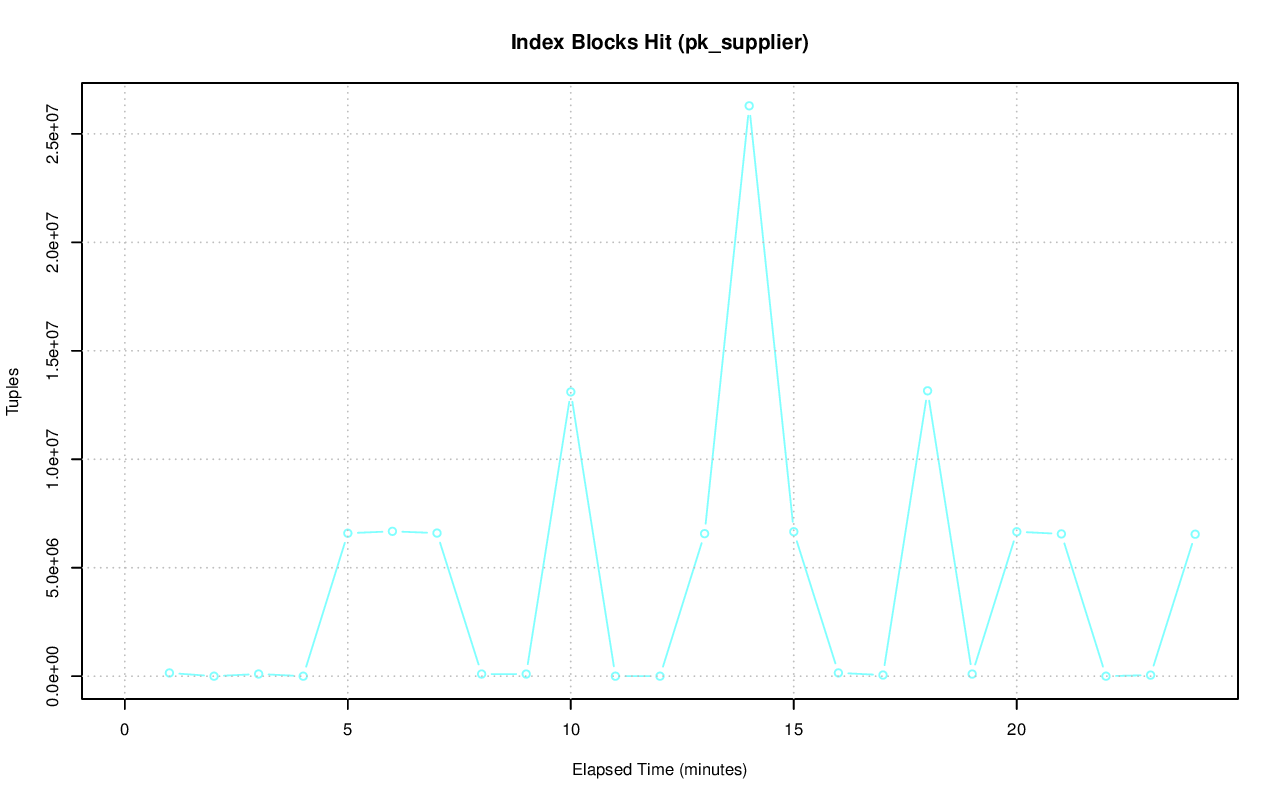 Index Blocks Hit (pk_supplier)
Tuples
2.5e+07
2.0e+07
1.5e+07
1.0e+07
5.0e+06
0.0e+00
0 5 10 15 20
Elapsed Time (minutes)